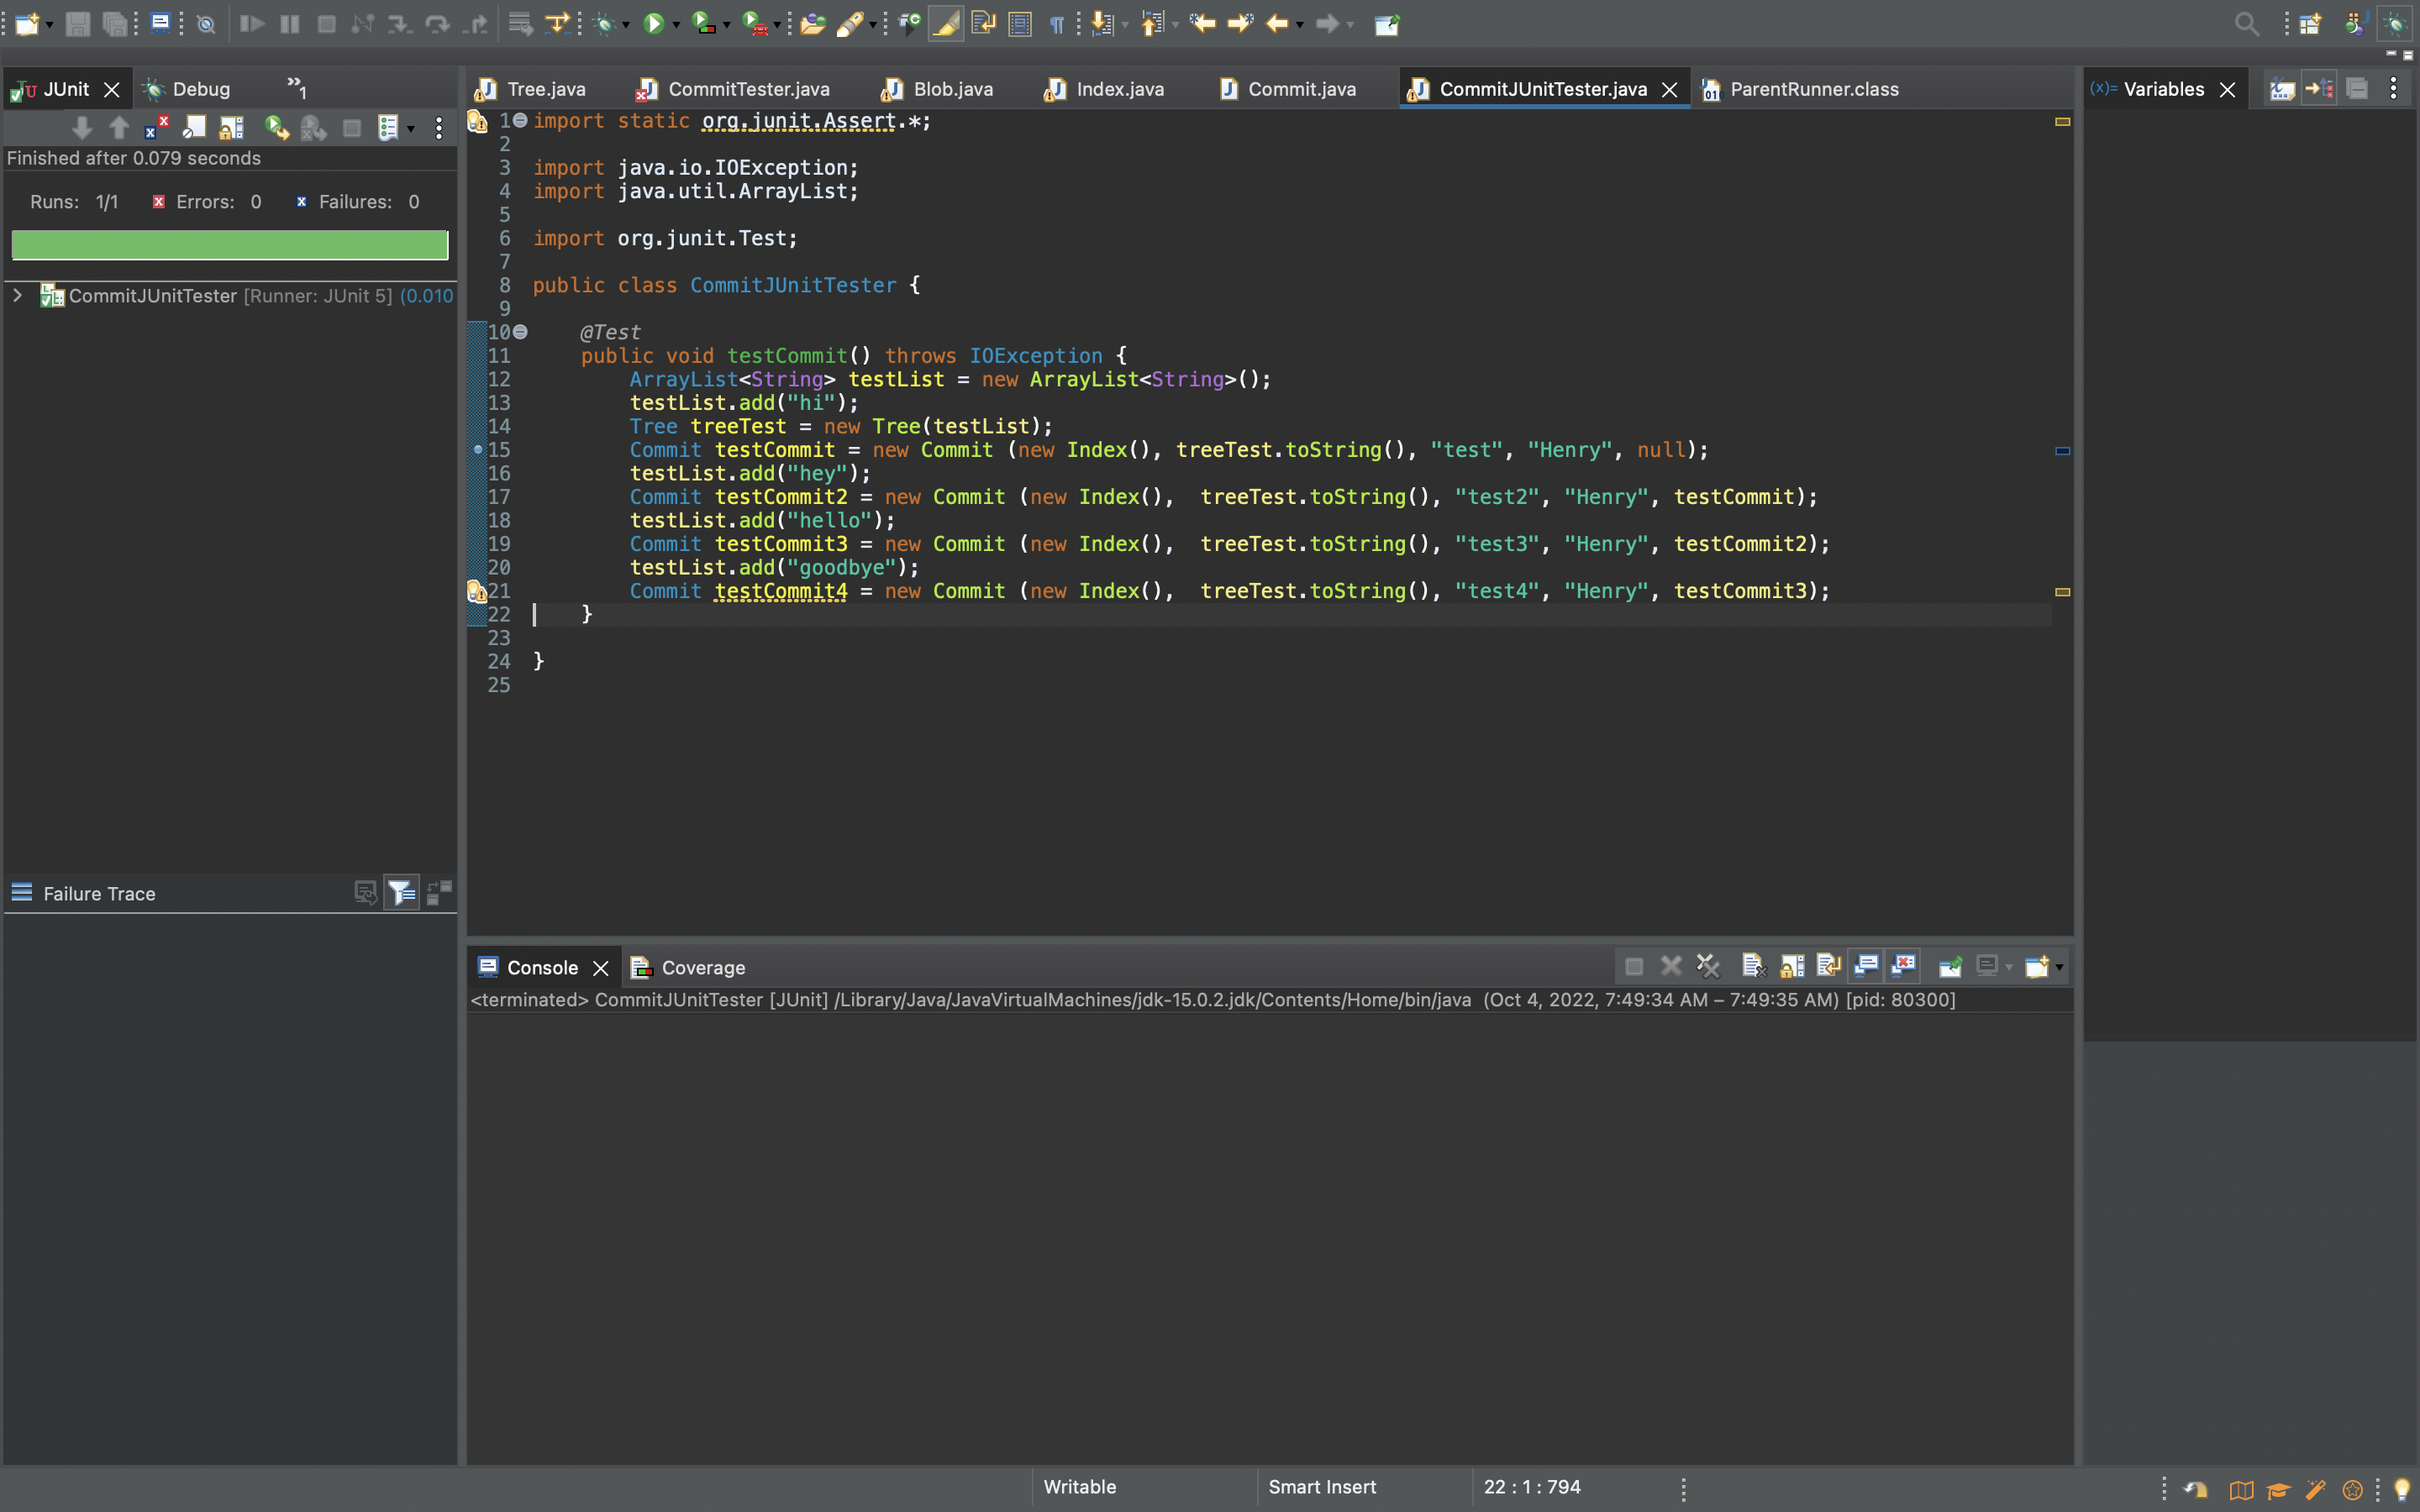 JUnit
Debug
»1
Tree.java
CommitTester.java
Blob.java
Index.java
Commit.java
CommitJUnitTester.java
ParentRunner.class
(x)= Variables
Finished after 0.079 seconds
Runs: 1/1 Errors: 0 Failures: 0
CommitJUnitTester [Runner: JUnit 5] (0.010
Failure Trace
1 import static org.junit.Assert.*;
2
3 import java.io.IOException;
4 import java.util.ArrayList;
5
6 import org.junit.Test;
7
8 public class CommitJUnitTester {
9
10 @Test
11 public void testCommit() throws IOException {
12 ArrayList<String> testList = new ArrayList<String>();
13 testList.add("hi");
14 Tree treeTest = new Tree(testList);
15 Commit testCommit = new Commit (new Index(), treeTest.toString(), "test", "Henry", null);
16 testList.add("hey");
17 Commit testCommit2 = new Commit (new Index(),  treeTest.toString(), "test2", "Henry", testCommit);
18 testList.add("hello");
19 Commit testCommit3 = new Commit (new Index(),  treeTest.toString(), "test3", "Henry", testCommit2);
20 testList.add("goodbye");
21 Commit testCommit4 = new Commit (new Index(),  treeTest.toString(), "test4", "Henry", testCommit3);
22 }
23
24 }
25
Console
Coverage
<terminated> CommitJUnitTester [JUnit] /Library/Java/JavaVirtualMachines/jdk-15.0.2.jdk/Contents/Home/bin/java (Oct 4, 2022, 7:49:34 AM – 7:49:35 AM) [pid: 80300]
Writable
Smart Insert
22 : 1 : 794